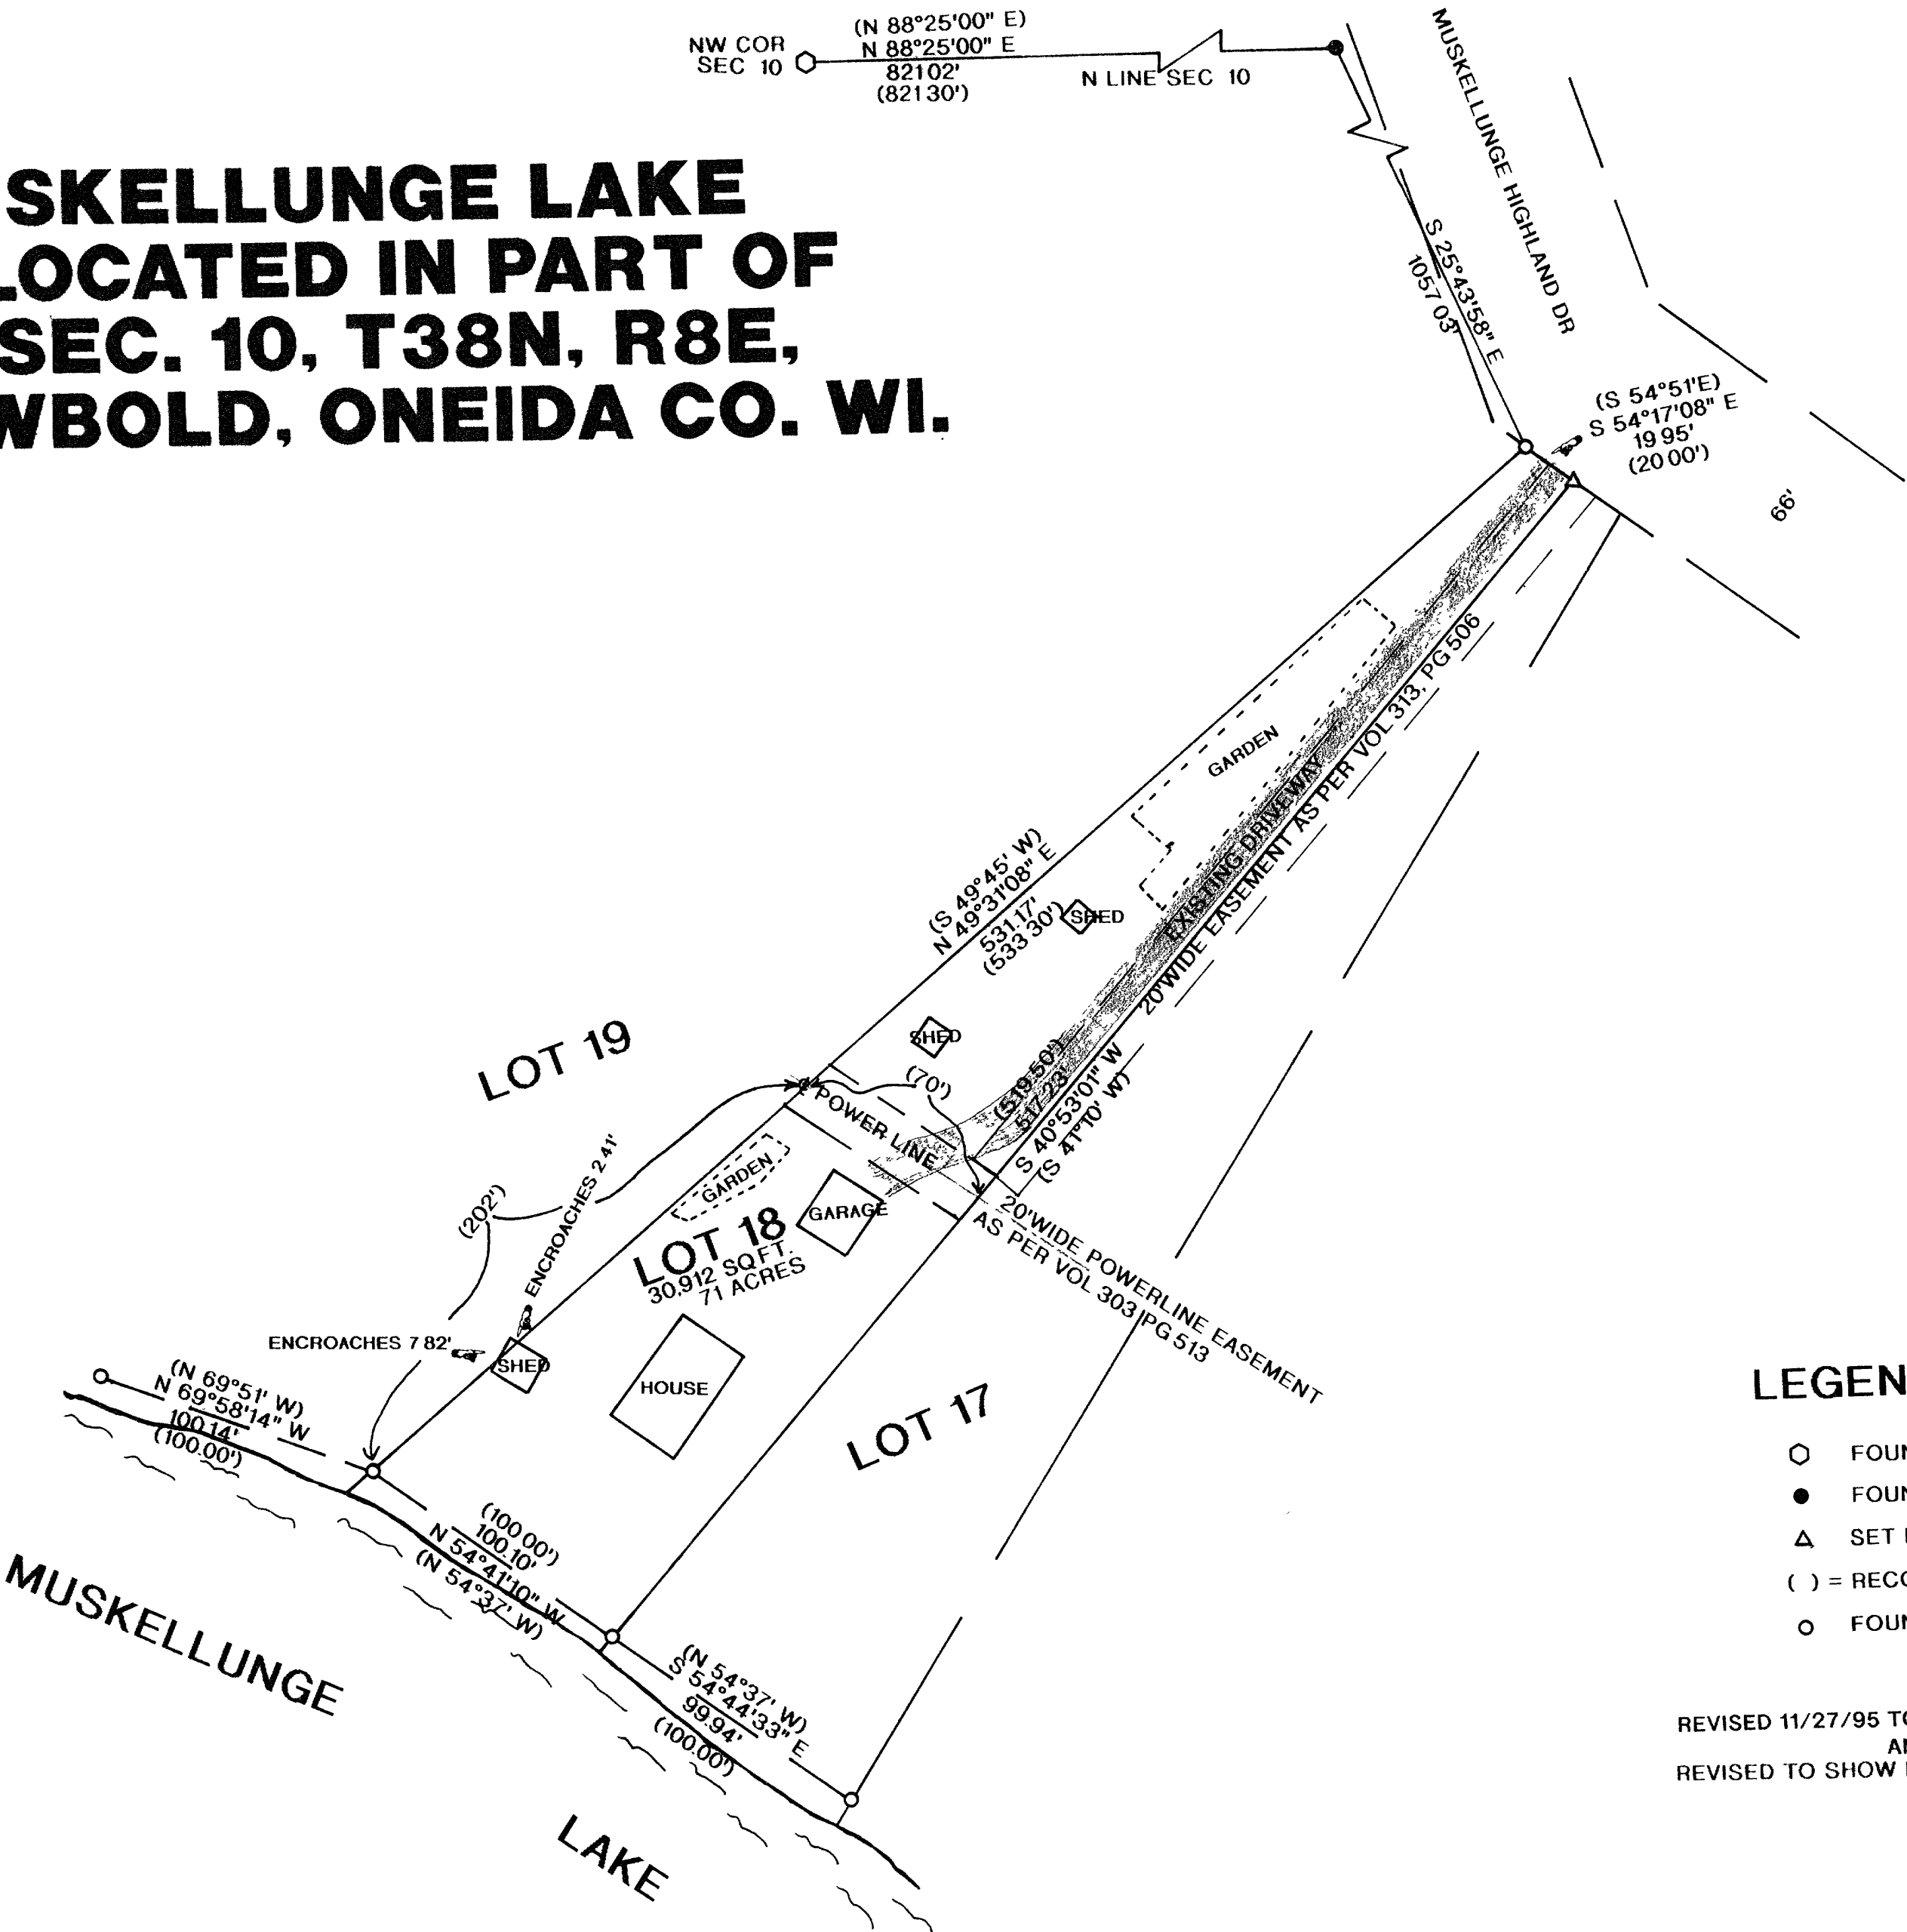 (N 88°25'00" E)
N 88°25'00" E
NW COR
SEC 10
82102'
(82130')
N LINE SEC 10
MUSKELLUNGE HIGHLAND DR
SKELLUNGE LAKE
LOCATED IN PART OF
SEC. 10, T38N, R8E,
WBOLD, ONEIDA CO. WI.
S 25°43'58" E
105703'
(S 54°51'E)
S 54°17'08" E
19 95'
(20 00')
66'
GARDEN
EXISTING DRIVEWAY
20'WIDE EASEMENT AS PER VOL 313, PG 506
(S 49°45' W)
N 49°31'08" E
531.17'
(533 30')
SHED
SHED
LOT 19
(70')
POWER LINE
(519.50')
517.23'
S 40°53'01" W
(S 41°10' W)
GARDEN
GARAGE
(202')
ENCROACHES 2 41'
LOT 18
30,912 SQ FT.
71 ACRES
20'WIDE POWERLINE EASEMENT
AS PER VOL 303 PG 513
ENCROACHES 7 82'
SHED
HOUSE
LOT 17
(N 69°51' W)
N 69°58'14" W
100.14'
(100.00')
(100 00')
100.10'
N 54°41'10" W
(N 54°37' W)
(N 54°37' W)
S 54°44'33" E
99.94'
(100.00')
MUSKELLUNGE
LAKE
LEGEN
FOUN
FOUN
SET
( ) = RECO
FOUN
REVISED 11/27/95 TO
AN
REVISED TO SHOW